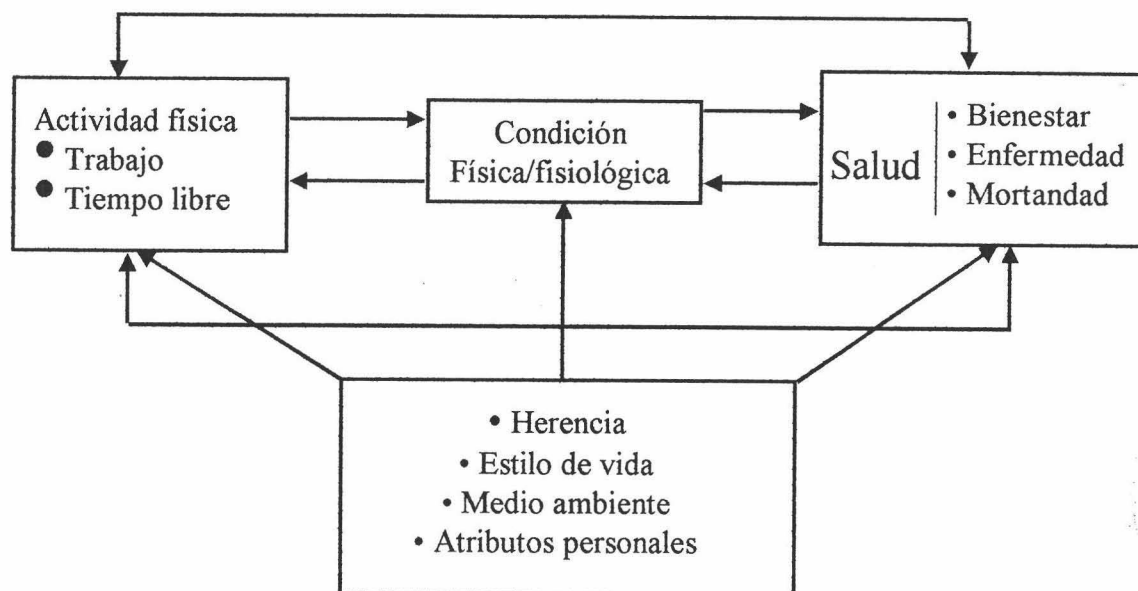 Actividad física
● Trabajo
● Tiempo libre
Condición
Física/fisiológica
Salud
• Bienestar
• Enfermedad
• Mortandad
• Herencia
• Estilo de vida
• Medio ambiente
• Atributos personales